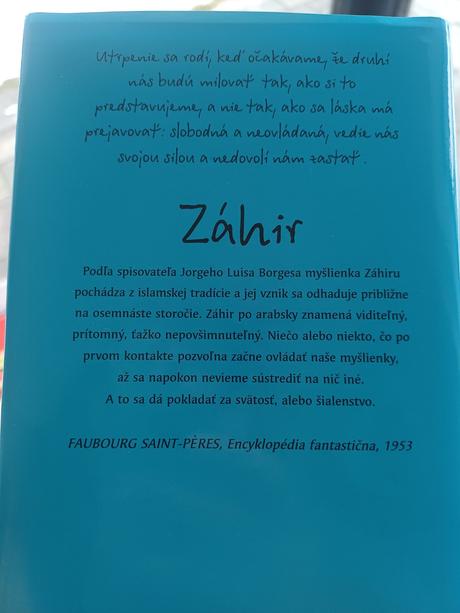 Utrpenie sa rodí, keď očakávame, že druhí
nás budú milovať tak, ako si to
predstavujeme, a nie tak, ako sa láska má
prejavovať: slobodná a neovládaná, vedie nás
svojou silou a nedovolí nám zastať.
Záhir
Podľa spisovateľa Jorgeho Luisa Borgesa myšlienka Záhiru
pochádza z islamskej tradície a jej vznik sa odhaduje približne
na osemnáste storočie. Záhir po arabsky znamená viditeľný,
prítomný, ťažko nepovšimnuteľný. Niečo alebo niekto, čo po
prvom kontakte pozvoľna začne ovládať naše myšlienky,
až sa napokon nevieme sústrediť na nič iné.
A to sa dá pokladať za svätosť, alebo šialenstvo.
FAUBOURG SAINT-PÈRES, Encyklopédia fantastična, 1953